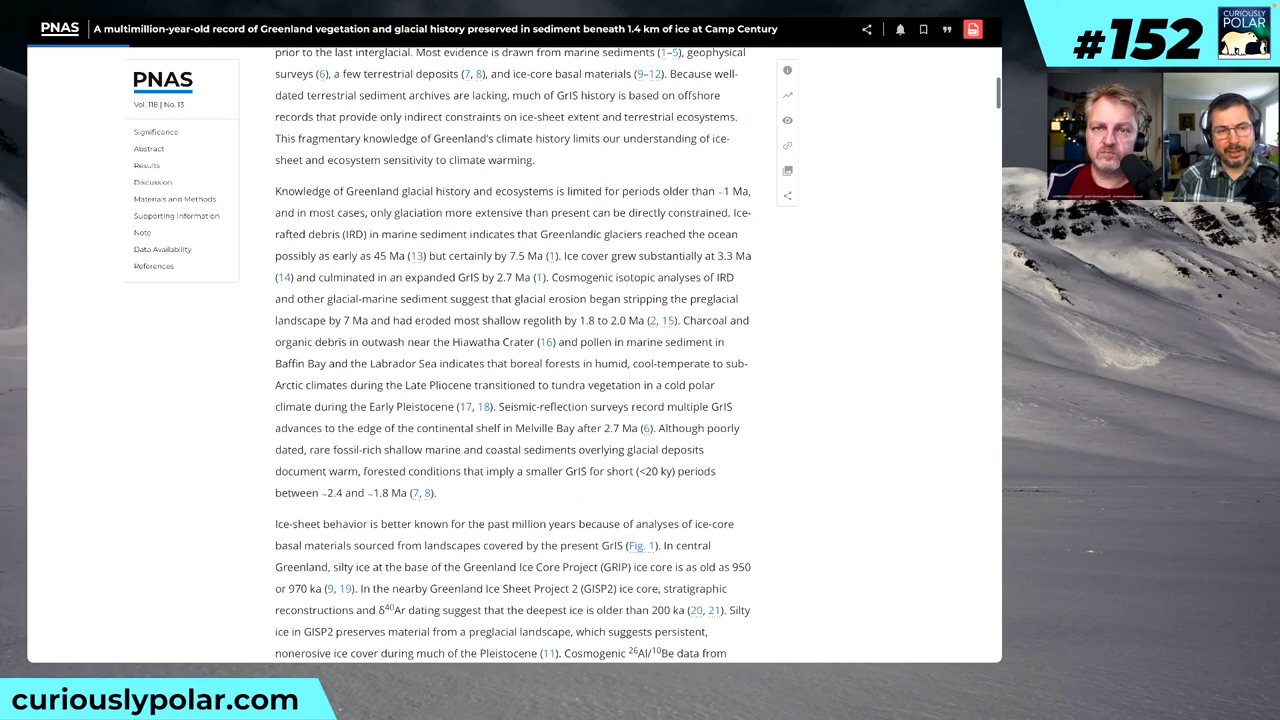 PNAS
A multimillion-year-old record of Greenland vegetation and glacial history preserved in sediment beneath 1.4 km of ice at Camp Century
#152
CURIOUSLY
POLAR
PNAS
Vol. 118 | No. 13
Significance
Abstract
Results
Discussion
Materials and Methods
Supporting Information
Note
Data Availability
References
prior to the last interglacial. Most evidence is drawn from marine sediments (1–5), geophysical
surveys (6), a few terrestrial deposits (7, 8), and ice-core basal materials (9–12). Because well-
dated terrestrial sediment archives are lacking, much of GrIS history is based on offshore
records that provide only indirect constraints on ice-sheet extent and terrestrial ecosystems.
This fragmentary knowledge of Greenland’s climate history limits our understanding of ice-
sheet and ecosystem sensitivity to climate warming.
Knowledge of Greenland glacial history and ecosystems is limited for periods older than ~1 Ma,
and in most cases, only glaciation more extensive than present can be directly constrained. Ice-
rafted debris (IRD) in marine sediment indicates that Greenlandic glaciers reached the ocean
possibly as early as 45 Ma (13) but certainly by 7.5 Ma (1). Ice cover grew substantially at 3.3 Ma
(14) and culminated in an expanded GrIS by 2.7 Ma (1). Cosmogenic isotopic analyses of IRD
and other glacial-marine sediment suggest that glacial erosion began stripping the preglacial
landscape by 7 Ma and had eroded most shallow regolith by 1.8 to 2.0 Ma (2, 15). Charcoal and
organic debris in outwash near the Hiawatha Crater (16) and pollen in marine sediment in
Baffin Bay and the Labrador Sea indicates that boreal forests in humid, cool-temperate to sub-
Arctic climates during the Late Pliocene transitioned to tundra vegetation in a cold polar
climate during the Early Pleistocene (17, 18). Seismic-reflection surveys record multiple GrIS
advances to the edge of the continental shelf in Melville Bay after 2.7 Ma (6). Although poorly
dated, rare fossil-rich shallow marine and coastal sediments overlying glacial deposits
document warm, forested conditions that imply a smaller GrIS for short (<20 ky) periods
between ~2.4 and ~1.8 Ma (7, 8).
Ice-sheet behavior is better known for the past million years because of analyses of ice-core
basal materials sourced from landscapes covered by the present GrIS (Fig. 1). In central
Greenland, silty ice at the base of the Greenland Ice Core Project (GRIP) ice core is as old as 950
or 970 ka (9, 19). In the nearby Greenland Ice Sheet Project 2 (GISP2) ice core, stratigraphic
reconstructions and δ⁴⁰Ar dating suggest that the deepest ice is older than 200 ka (20, 21). Silty
ice in GISP2 preserves material from a preglacial landscape, which suggests persistent,
nonerosive ice cover during much of the Pleistocene (11). Cosmogenic ²⁶Al/¹⁰Be data from
curiouslypolar.com